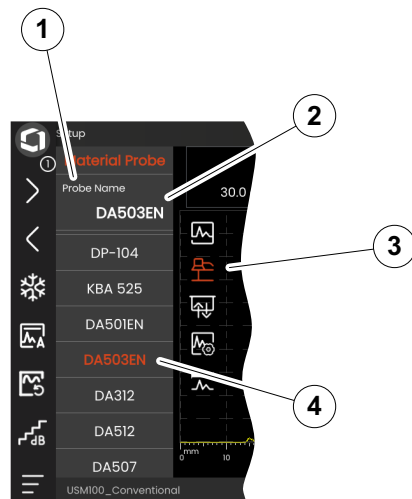 1
2
3
4
Setup
1
Material Probe
Probe Name
DA503EN
30.0
DP-104
KBA 525
DA501EN
DA503EN
DA312
DA512
DA507
A
dB
0
mm
10
USM100_Conventional